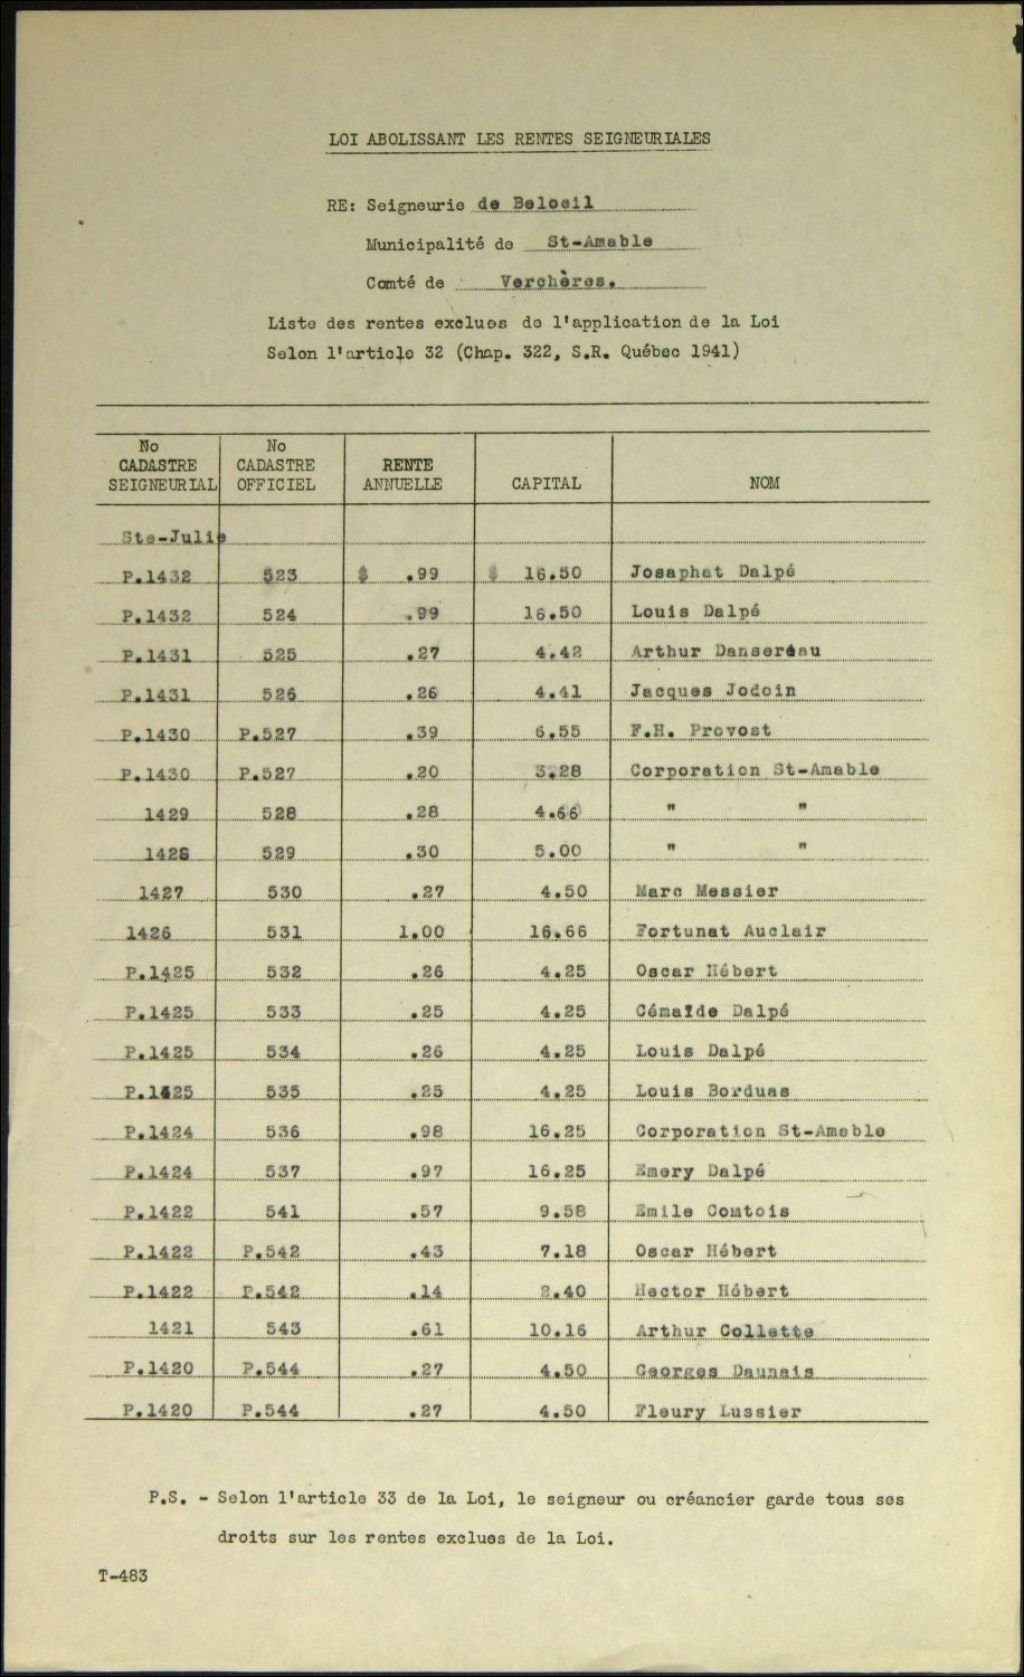 LOI ABOLISSANT LES RENTES SEIGNEURIALES
RE: Seigneurie de Beloeil
Municipalité de St-Amable
Comté de Verchères.
Liste des rentes exclues de l'application de la Loi
Selon l'article 32 (Chap. 322, S.R. Québec 1941)
No CADASTRE SEIGNEURIAL No CADASTRE OFFICIEL RENTE ANNUELLE CAPITAL NOM
Ste-Julie
P.1432 523 $ .99 $ 16.50 Josaphat Dalpé
P.1432 524 .99 16.50 Louis Dalpé
P.1431 525 .27 4.42 Arthur Dansereau
P.1431 526 .26 4.41 Jacques Jodoin
P.1430 P.527 .39 6.55 F.H. Provost
P.1430 P.527 .20 3.28 Corporation St-Amable
1429 528 .28 4.66 " "
1428 529 .30 5.00 " "
1427 530 .27 4.50 Marc Messier
1426 531 1.00 16.66 Fortunat Auclair
P.1425 532 .26 4.25 Oscar Hébert
P.1425 533 .25 4.25 Cémaïde Dalpé
P.1425 534 .26 4.25 Louis Dalpé
P.1425 535 .25 4.25 Louis Borduas
P.1424 536 .98 16.25 Corporation St-Amable
P.1424 537 .97 16.25 Emery Dalpé
P.1422 541 .57 9.58 Emile Comtois
P.1422 P.542 .43 7.18 Oscar Hébert
P.1422 P.542 .14 2.40 Hector Hébert
1421 543 .61 10.16 Arthur Collette
P.1420 P.544 .27 4.50 Georges Daunais
P.1420 P.544 .27 4.50 Fleury Lussier
P.S. - Selon l'article 33 de la Loi, le seigneur ou créancier garde tous ses
droits sur les rentes exclues de la Loi.
T-483